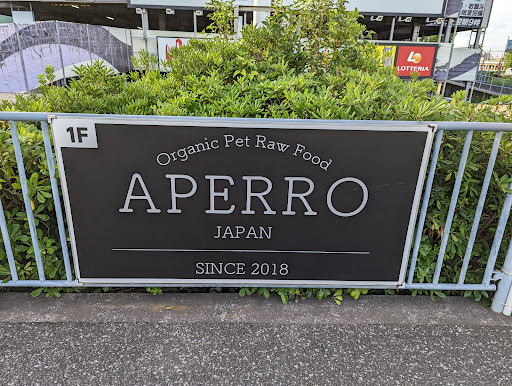 LOTTERIA
1F
Organic Pet Raw Food
APERRO
JAPAN
SINCE 2018